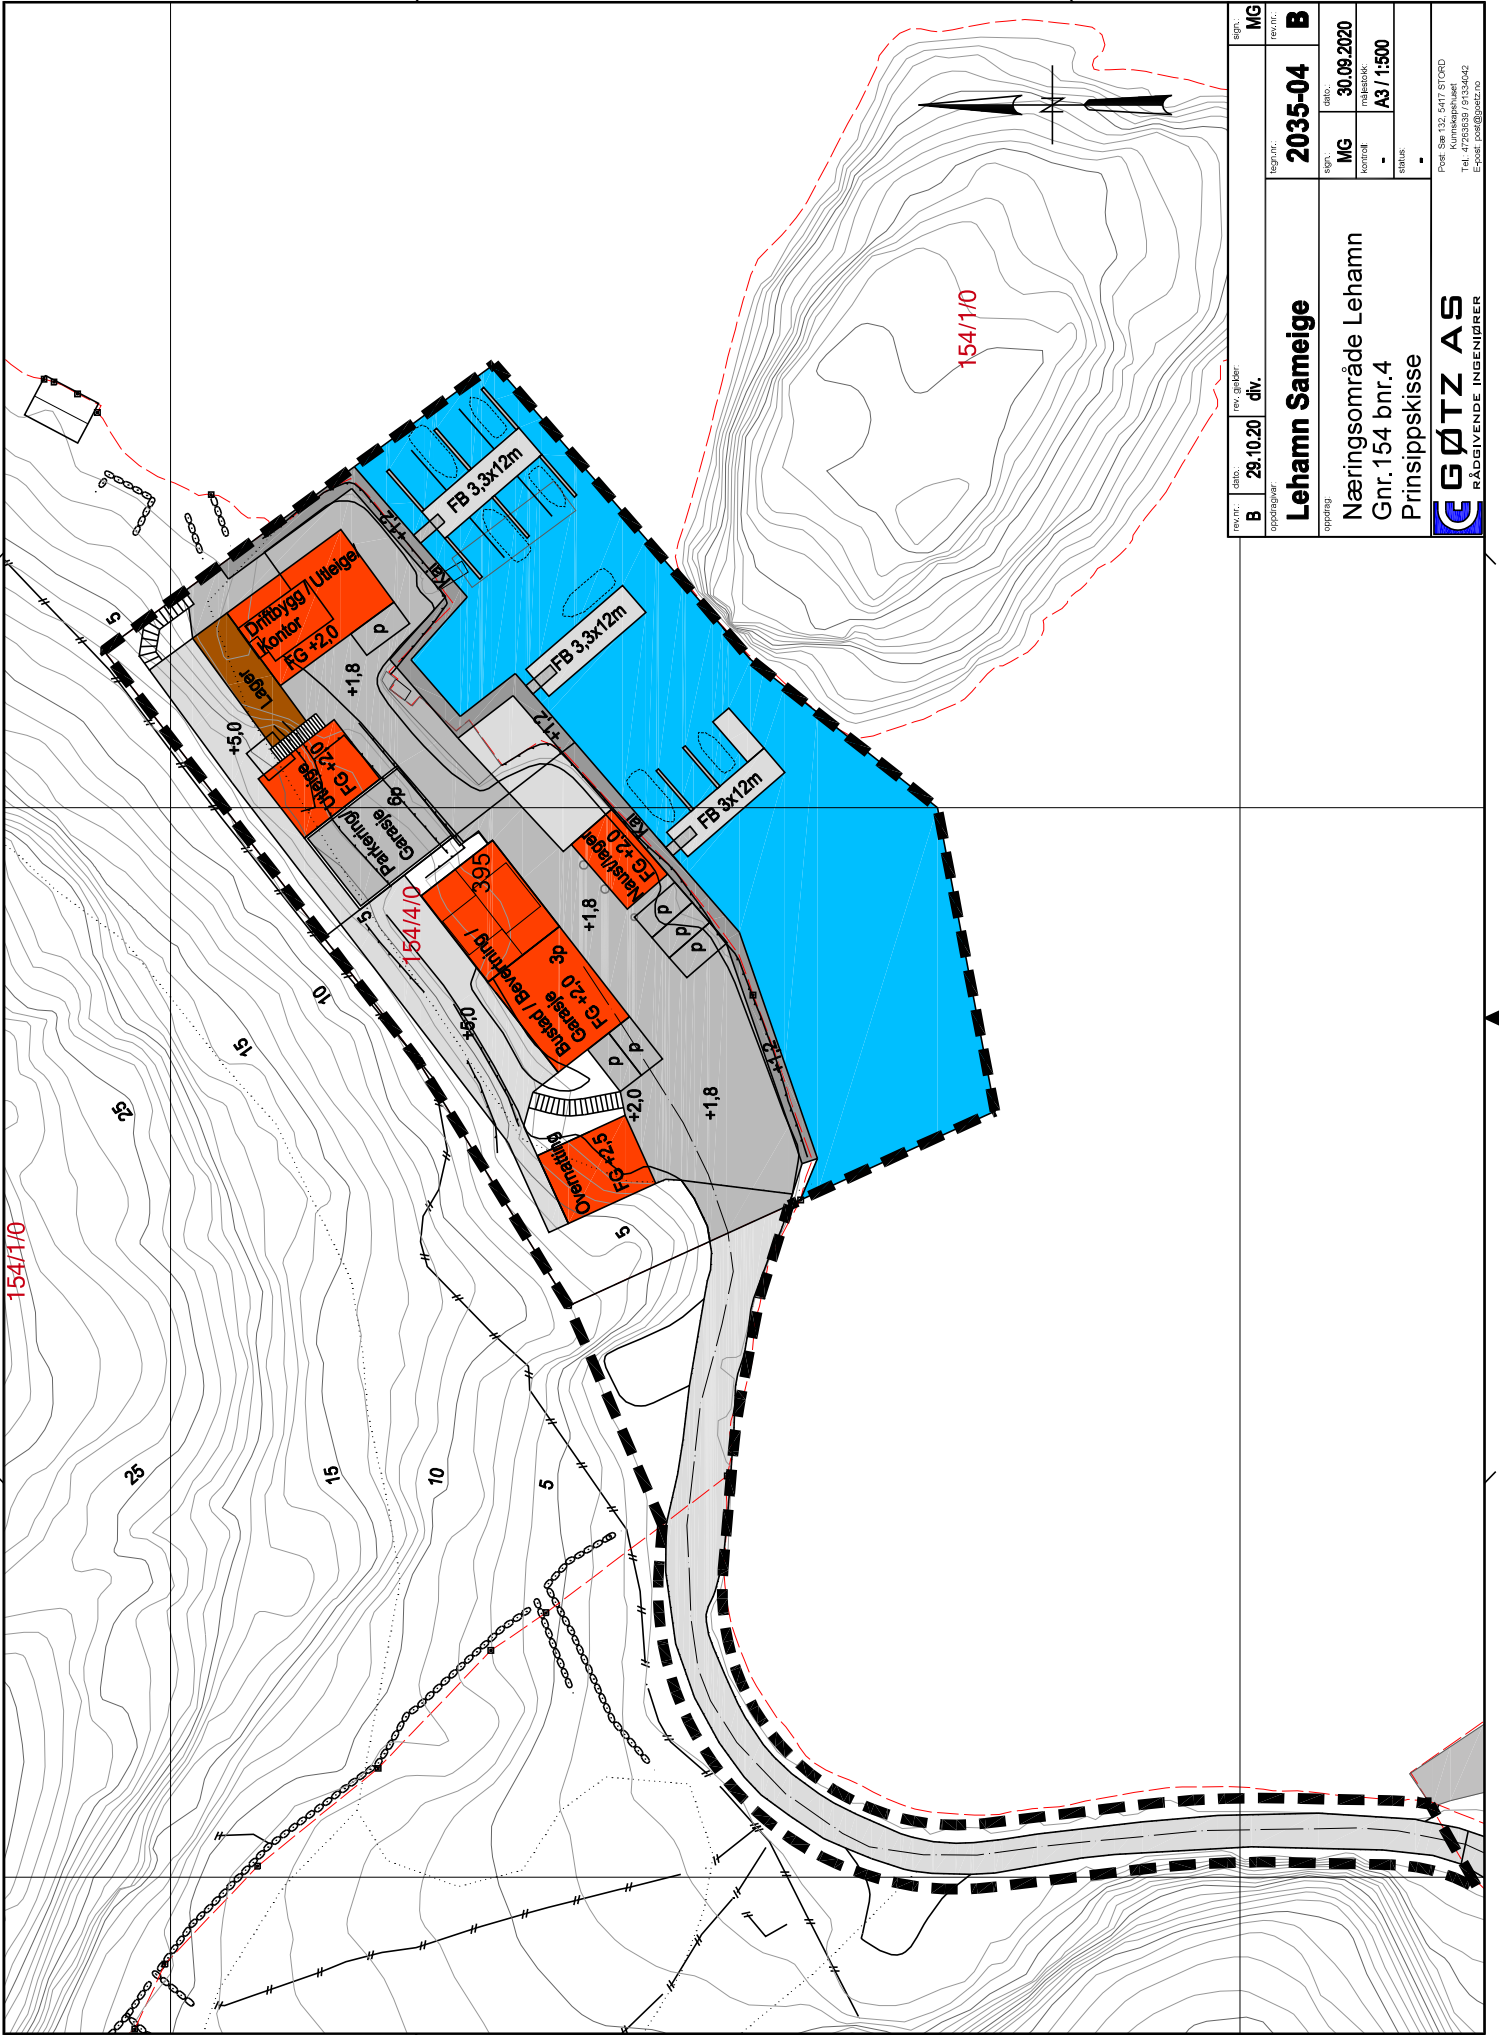 154/1/0
154/1/0
154/4/0
395
5
10
15
25
25
15
10
5
5
5
+5,0
+5,0
Lager
Driftbygg / Utleige/
Kontor
FG +2,0
p
+1,8
+1,2
Kai
FB 3,3x12m
FB 3,3x12m
FB 3x12m
Utleige
FG +2,0
Parkering/
Garasje
6p
+1,2
Kai
Naust/lager
FG +2,0
+1,8
p
p
p
Bustad / Bevertning /
Garasje
3p
FG +2,0
p
p
+2,0
+1,8
+1,2
Overnatting
FG +2,5
N
rev.nr.: B
dato.: 29.10.20
rev. gjelder: div.
sign.: MG
oppdragivar:
Lehamn Sameige
tegn.nr.: 2035-04
rev.nr.: B
oppdrag:
Næringsområde Lehamn
Gnr.154 bnr.4
Prinsippskisse
sign.: MG
dato.: 30.09.2020
kontroll: -
målestokk: A3 / 1:500
status: -
GØTZ AS
RÅDGIVENDE INGENIØRER
Post: Sæ 132, 5417 STORD
Kunnskapshuset
Tel.: 47263639 / 91334042
E-post: post@goetz.no